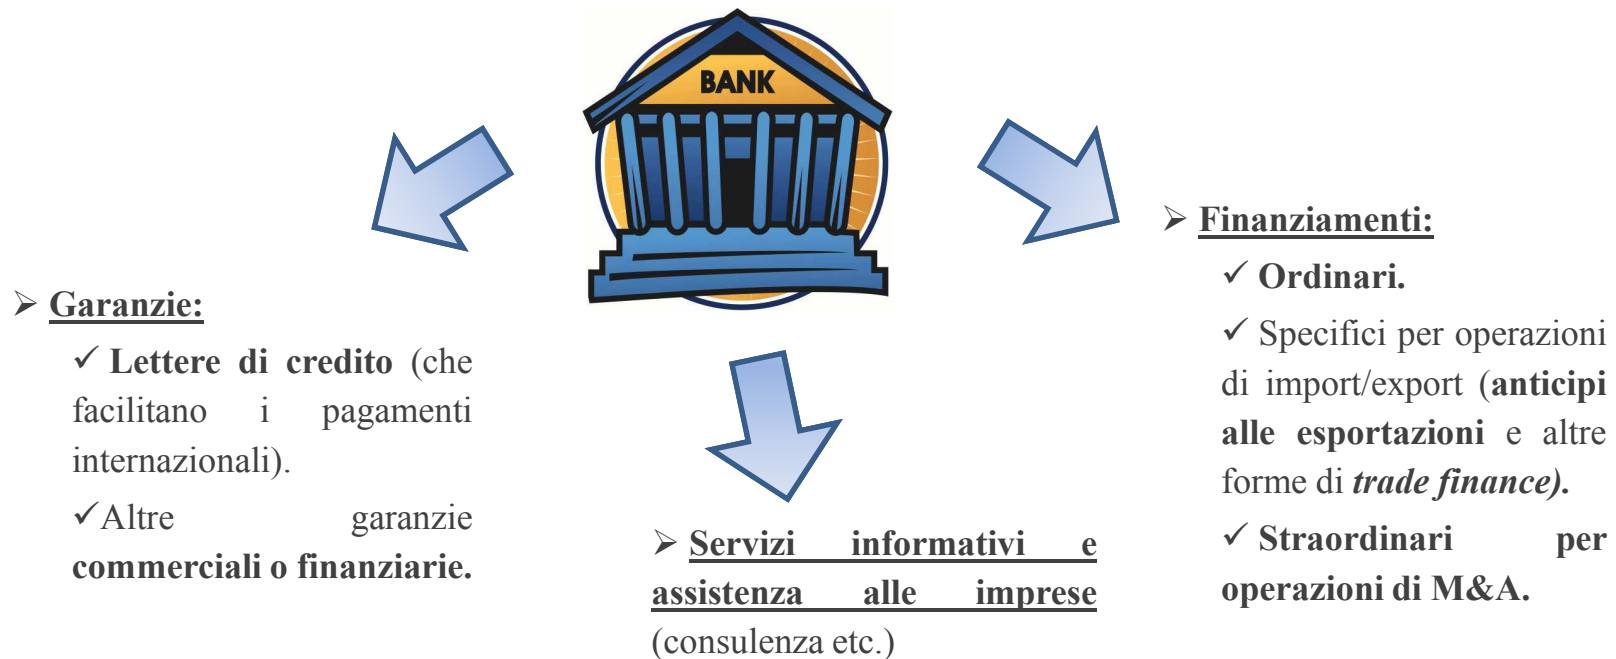 BANK
➢ Garanzie:
✓ Lettere di credito (che
facilitano i pagamenti
internazionali).
✓Altre garanzie
commerciali o finanziarie.
➢ Servizi informativi e
assistenza alle imprese
(consulenza etc.)
➢ Finanziamenti:
✓ Ordinari.
✓ Specifici per operazioni
di import/export (anticipi
alle esportazioni e altre
forme di trade finance).
✓ Straordinari per
operazioni di M&A.